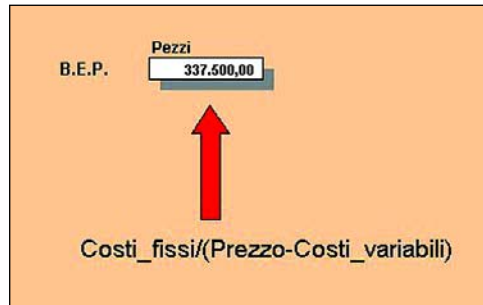 Pezzi
B.E.P. 337.500,00
Costi_fissi/(Prezzo-Costi_variabili)